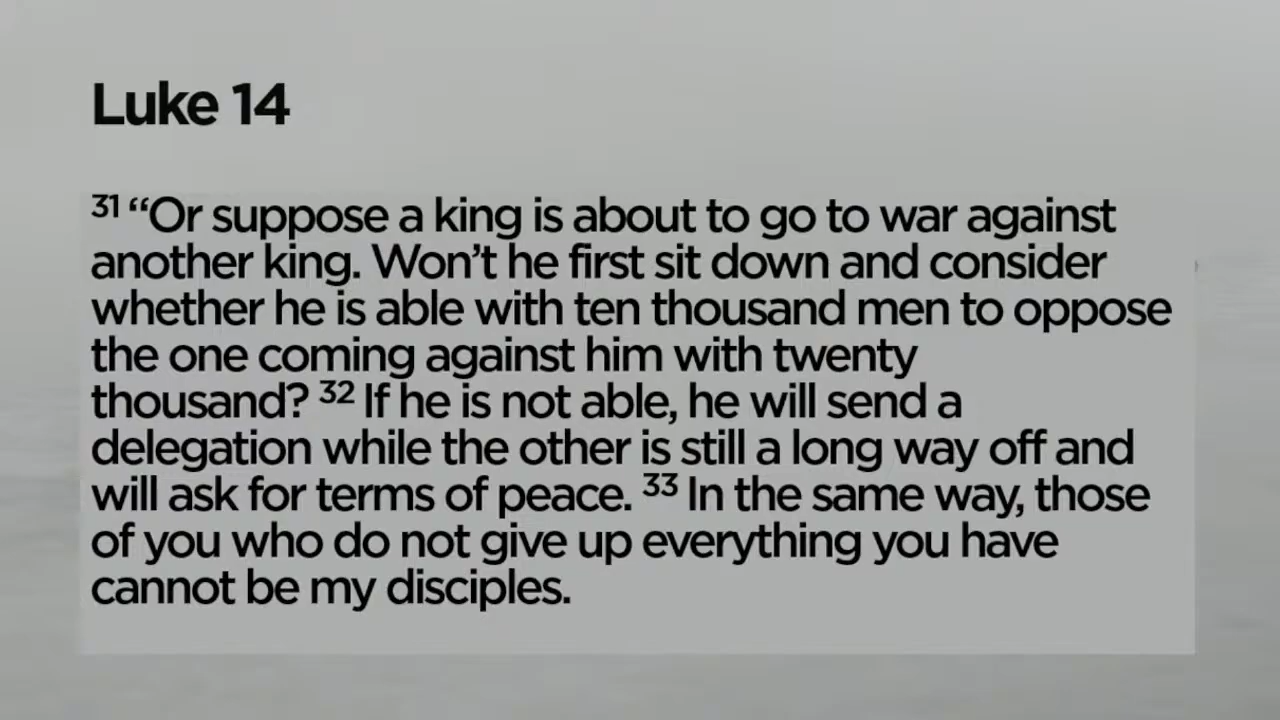 Luke 14
31 “Or suppose a king is about to go to war against
another king. Won’t he first sit down and consider
whether he is able with ten thousand men to oppose
the one coming against him with twenty
thousand? 32 If he is not able, he will send a
delegation while the other is still a long way off and
will ask for terms of peace. 33 In the same way, those
of you who do not give up everything you have
cannot be my disciples.